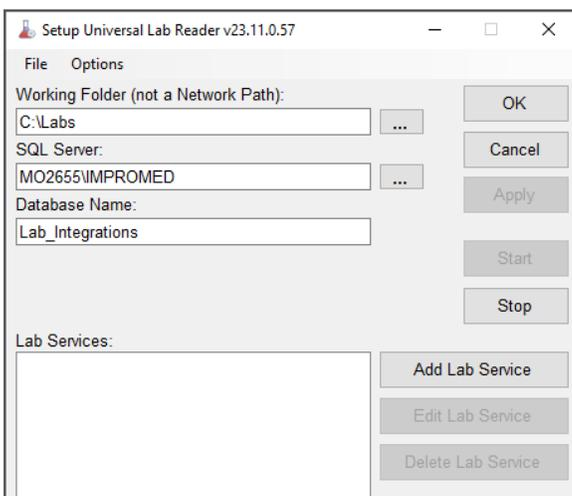 Setup Universal Lab Reader v23.11.0.57
File Options
Working Folder (not a Network Path):
C:\Labs
...
OK
SQL Server:
Cancel
MO2655\IMPROMED
...
Apply
Database Name:
Lab_Integrations
Start
Stop
Lab Services:
Add Lab Service
Edit Lab Service
Delete Lab Service